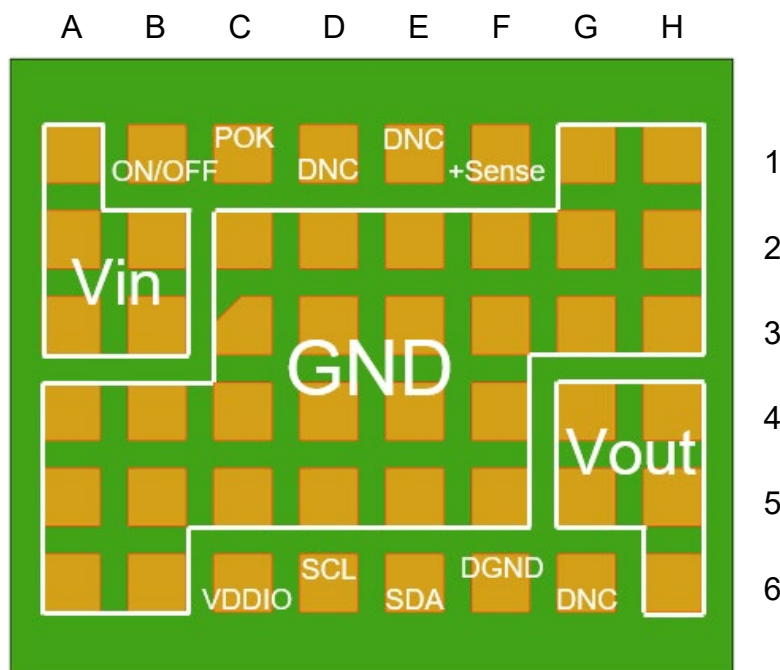 A B C D E F G H
POK DNC
ON/OFF DNC +Sense
1
2
Vin
3
GND
4
Vout
5
SCL DGND
VDDIO SDA DNC
6